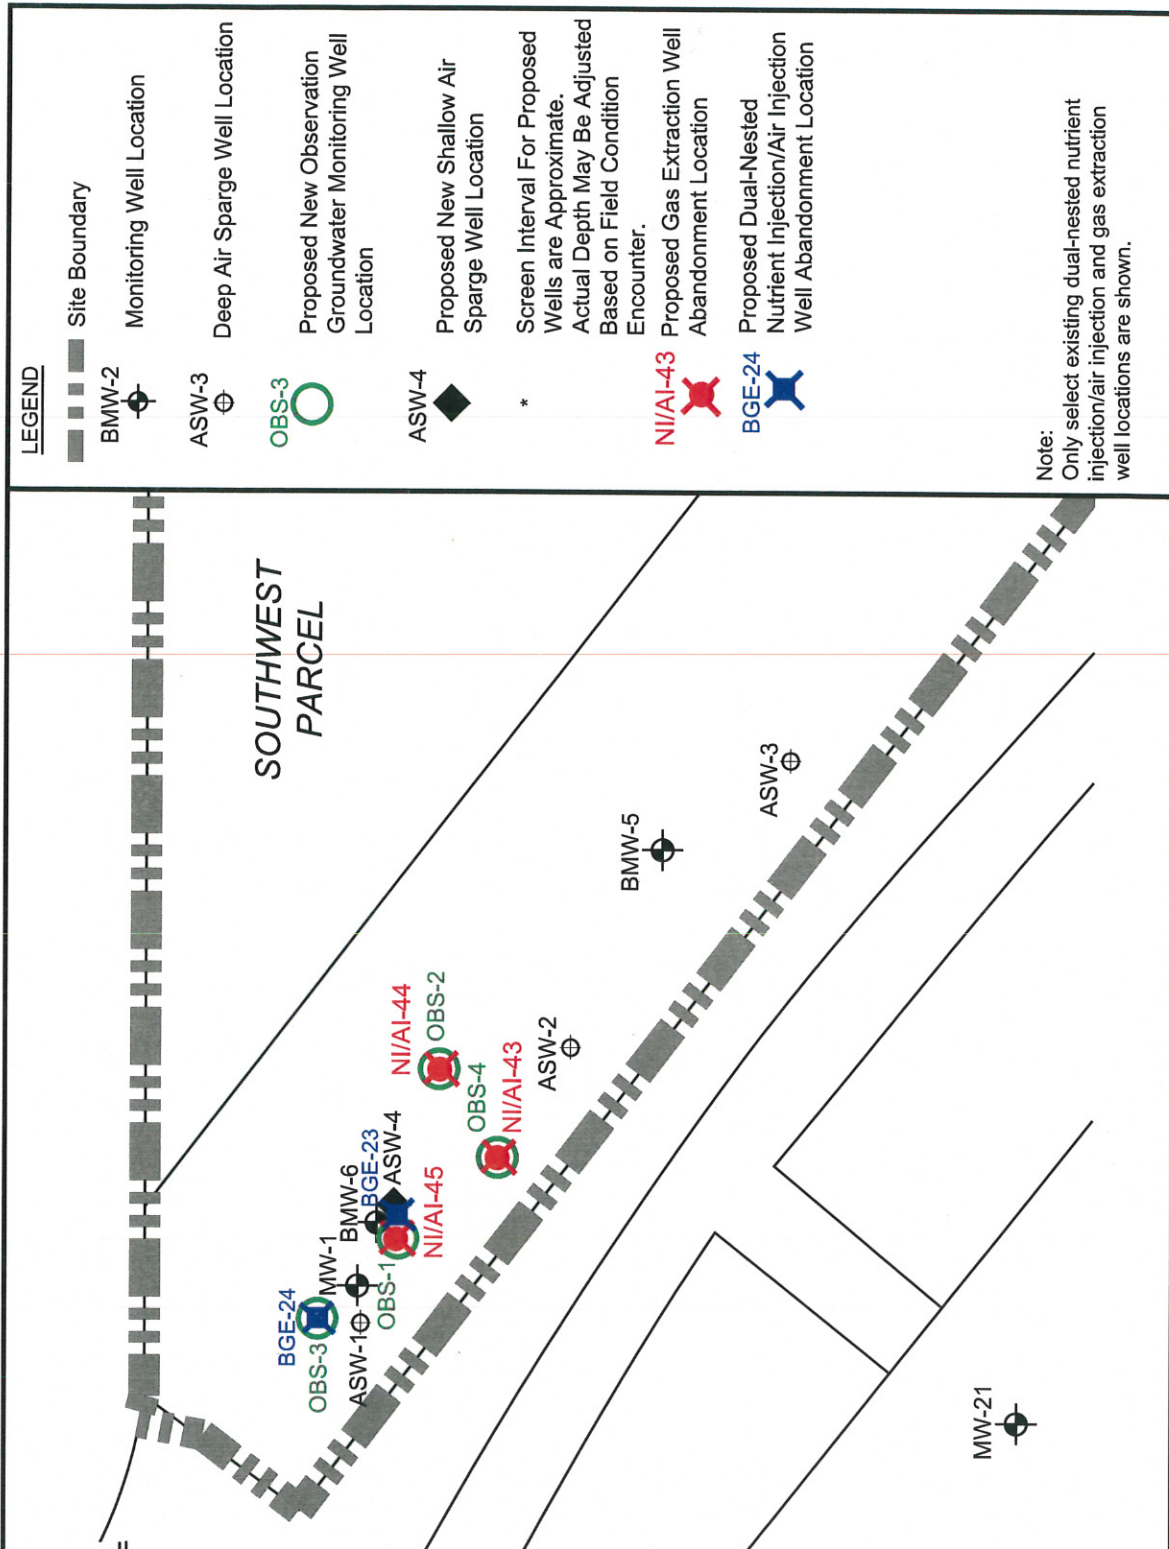 LEGEND
Site Boundary
BMW-2
Monitoring Well Location
ASW-3
Deep Air Sparge Well Location
OBS-3
Proposed New Observation
Groundwater Monitoring Well
Location
ASW-4
Proposed New Shallow Air
Sparge Well Location
*
Screen Interval For Proposed
Wells are Approximate.
Actual Depth May Be Adjusted
Based on Field Condition
Encounter.
NI/AI-43
Proposed Gas Extraction Well
Abandonment Location
BGE-24
Proposed Dual-Nested
Nutrient Injection/Air Injection
Well Abandonment Location
Note:
Only select existing dual-nested nutrient
injection/air injection and gas extraction
well locations are shown.
SOUTHWEST
PARCEL
BGE-24
OBS-3
MW-1
ASW-1
OBS-1
BMW-6
BGE-23
ASW-4
NI/AI-45
NI/AI-44
OBS-2
OBS-4
NI/AI-43
ASW-2
BMW-5
ASW-3
MW-21
=